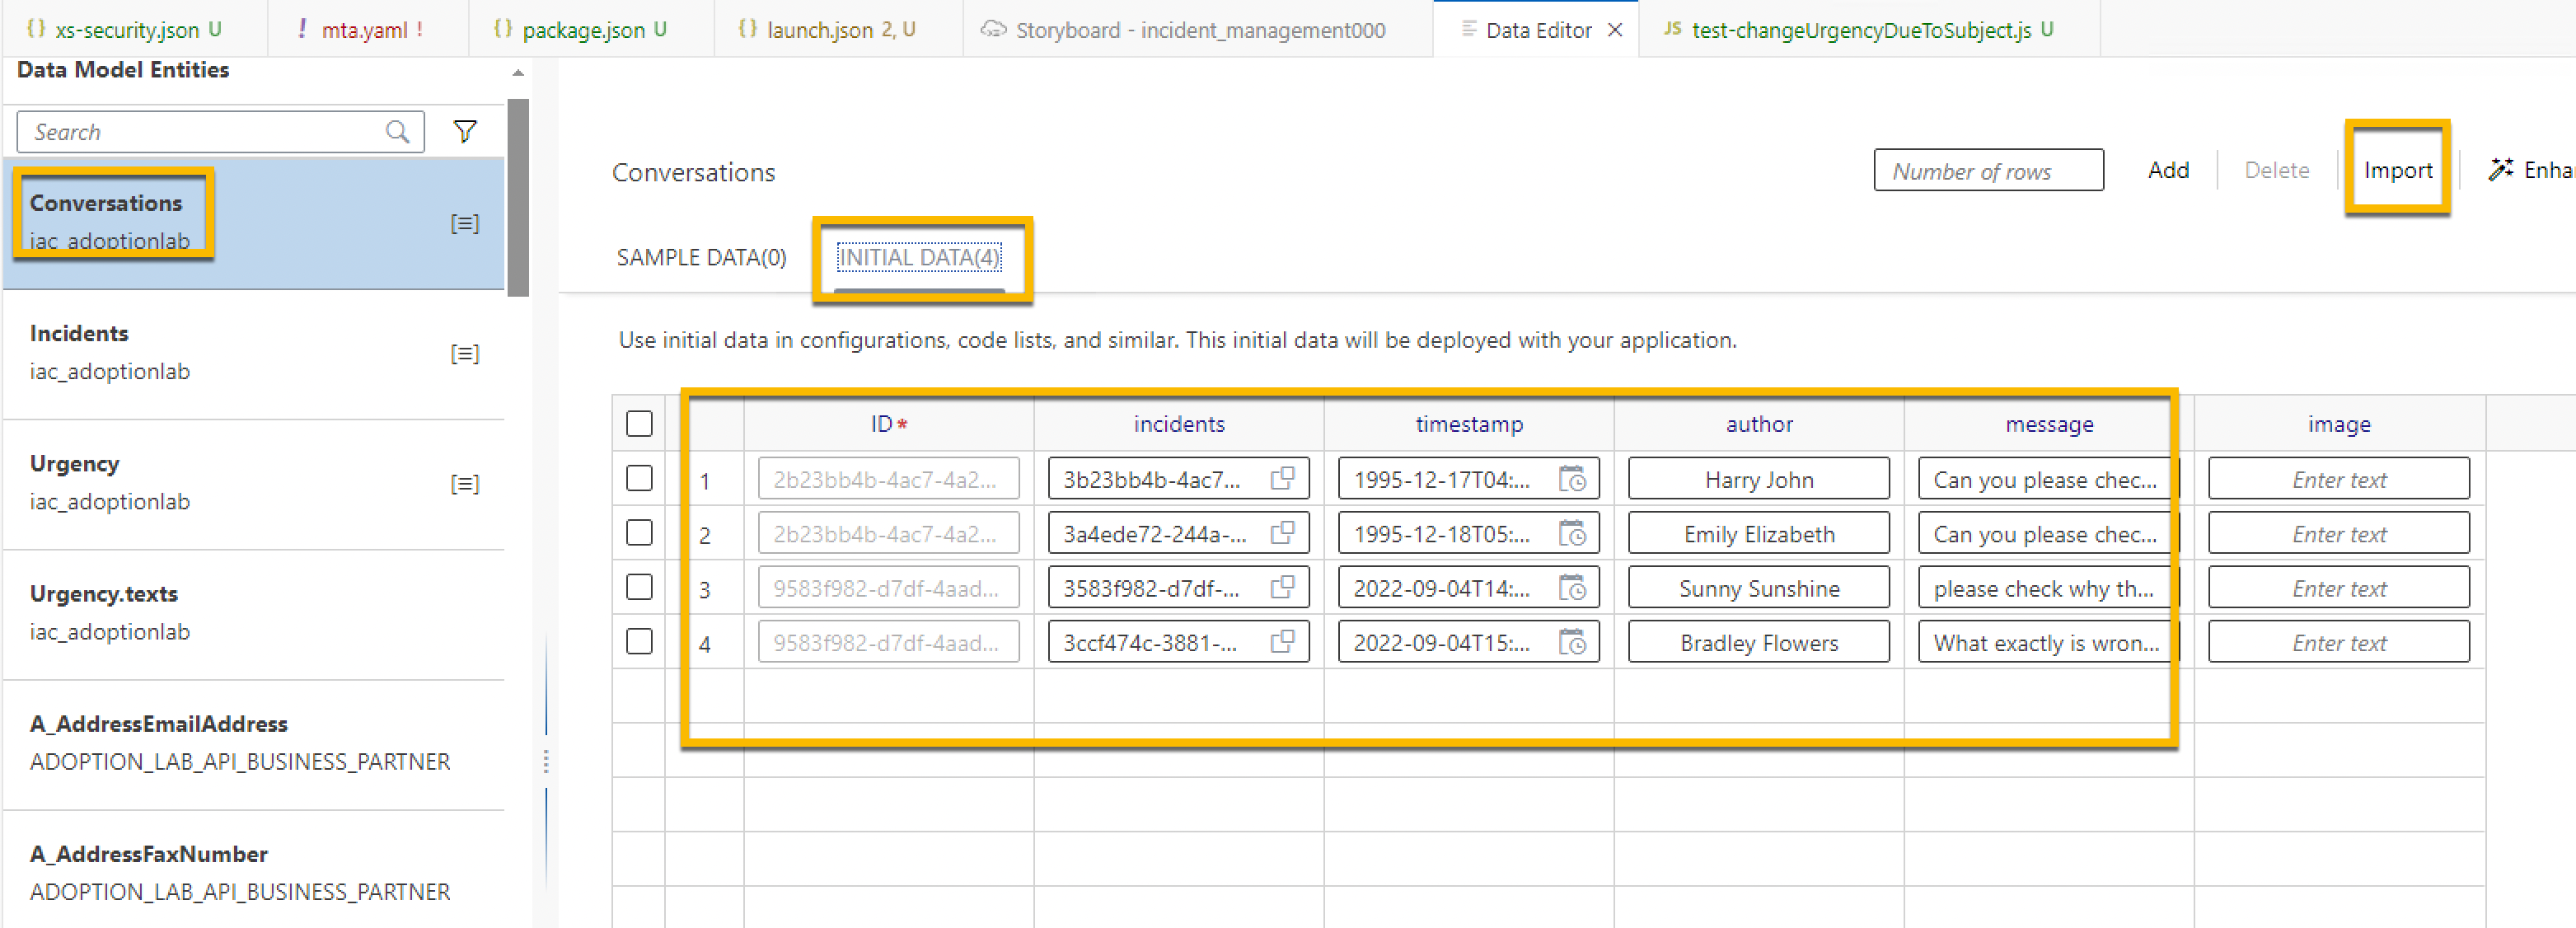 {} xs-security.json U
! mta.yaml !
{} package.json U
{} launch.json 2, U
Storyboard - incident_management000
Data Editor
JS test-changeUrgencyDueToSubject.js U
Data Model Entities
Search
Conversations
iac_adoptionlab
Incidents
iac_adoptionlab
Urgency
iac_adoptionlab
Urgency.texts
iac_adoptionlab
A_AddressEmailAddress
ADOPTION_LAB_API_BUSINESS_PARTNER
A_AddressFaxNumber
ADOPTION_LAB_API_BUSINESS_PARTNER
Conversations
Number of rows Add Delete Import Enha
SAMPLE DATA(0) INITIAL DATA(4)
Use initial data in configurations, code lists, and similar. This initial data will be deployed with your application.
ID* incidents timestamp author message image
1 2b23bb4b-4ac7-4a2... 3b23bb4b-4ac7... 1995-12-17T04:... Harry John Can you please chec... Enter text
2 2b23bb4b-4ac7-4a2... 3a4ede72-244a-... 1995-12-18T05:... Emily Elizabeth Can you please chec... Enter text
3 9583f982-d7df-4aad... 3583f982-d7df-... 2022-09-04T14:... Sunny Sunshine please check why th... Enter text
4 9583f982-d7df-4aad... 3ccf474c-3881-... 2022-09-04T15:... Bradley Flowers What exactly is wron... Enter text